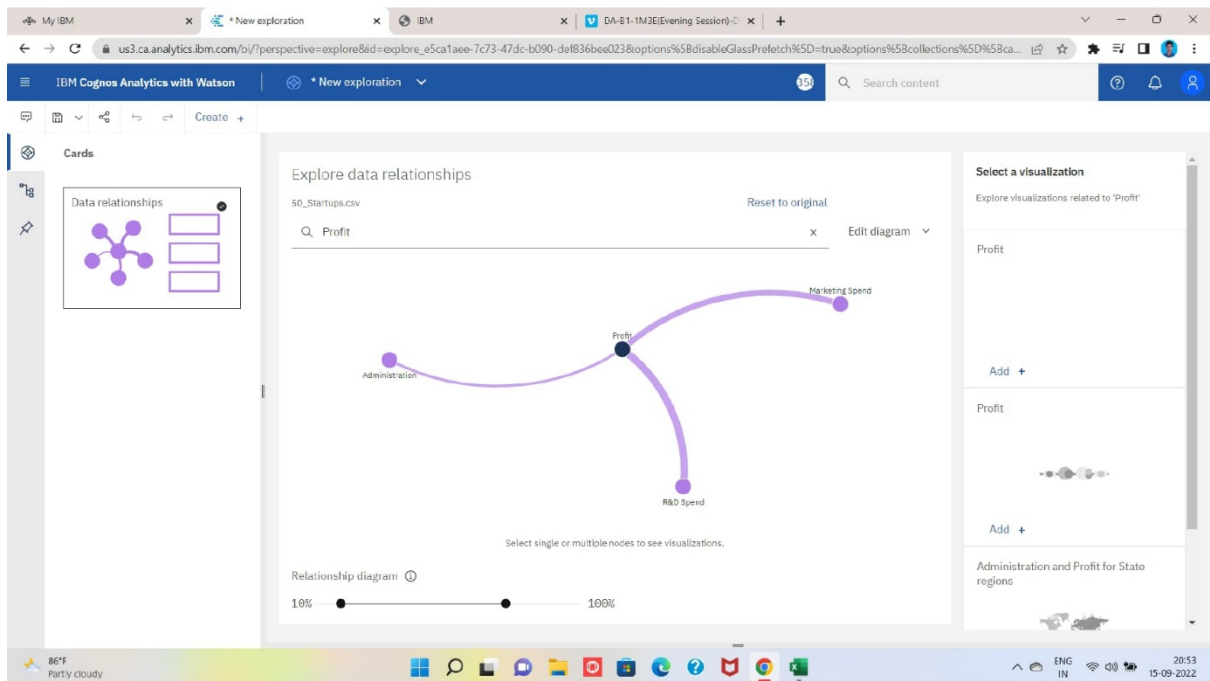 My IBM
* New exploration
IBM
DA-B1-1M3E(Evening Session)-D
us3.ca.analytics.ibm.com/bi/?perspective=explore&id=explore_e5ca1aee-7c73-47dc-b090-def836bee023&options%5BdisableGlassPrefetch%5D=true&options%5Bcollections%5D%5Bca...
IBM Cognos Analytics with Watson
* New exploration
Search content
Create +
Cards
Data relationships
Explore data relationships
50_Startups.csv
Reset to original
Profit
x
Edit diagram
Marketing Spend
Profit
Administration
R&D Spend
Select single or multiple nodes to see visualizations.
Relationship diagram
10%
100%
Select a visualization
Explore visualizations related to 'Profit'
Profit
Add +
Profit
Add +
Administration and Profit for State
regions
86°F
Partly cloudy
ENG
IN
20:53
15-09-2022